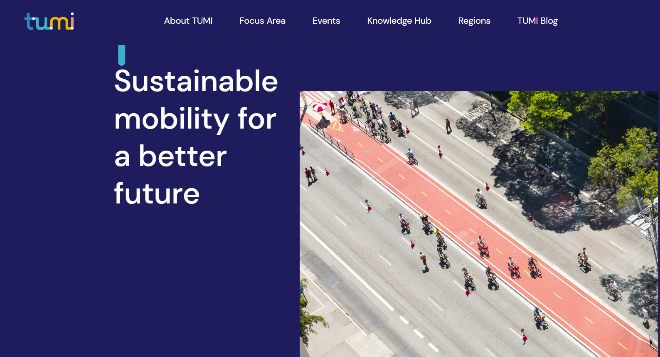 tumi
About TUMI
Focus Area
Events
Knowledge Hub
Regions
TUMI Blog
Sustainable
mobility for
a better
future